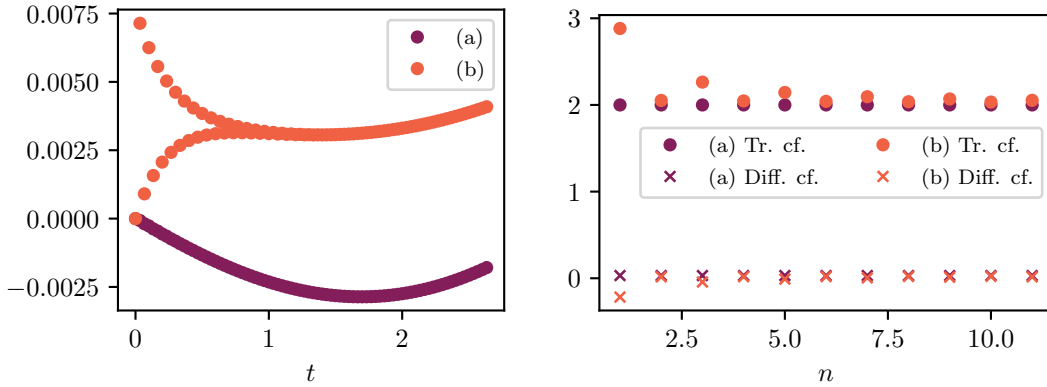 0.0075
0.0050
0.0025
0.0000
−0.0025
0
1
2
t
(a)
(b)
3
2
1
0
2.5
5.0
7.5
10.0
n
(a) Tr. cf.
(b) Tr. cf.
(a) Diff. cf.
(b) Diff. cf.